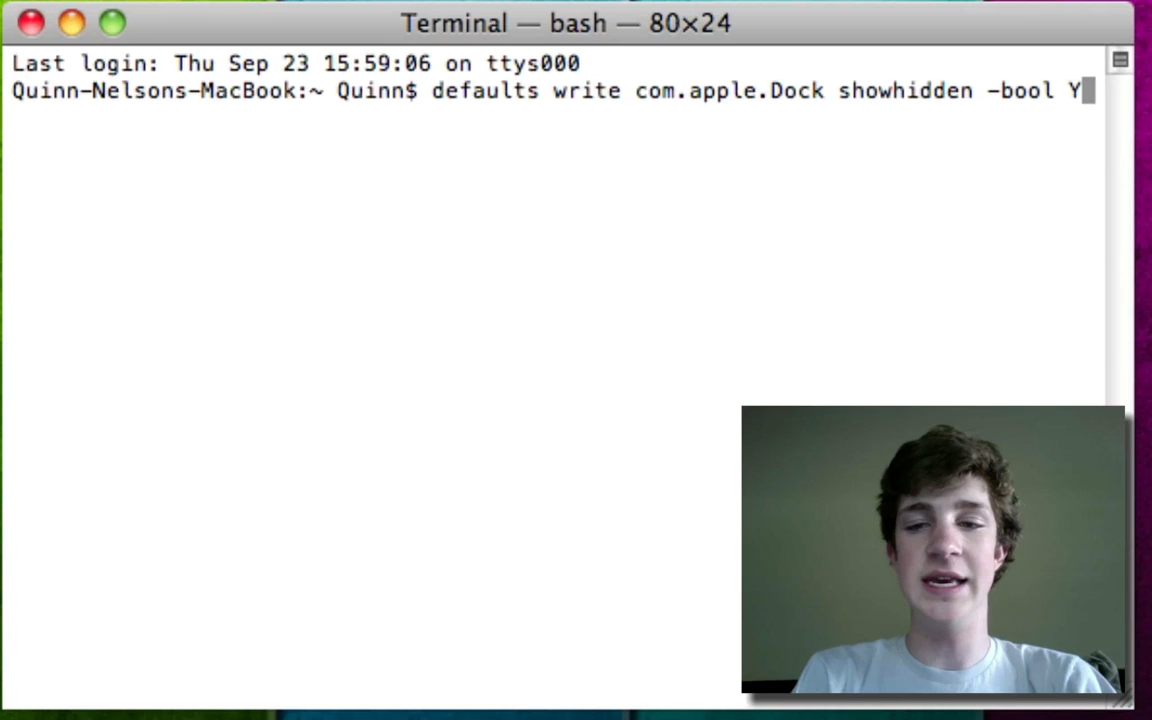 Terminal — bash — 80×24
Last login: Thu Sep 23 15:59:06 on ttys000
Quinn-Nelsons-MacBook:~ Quinn$ defaults write com.apple.Dock showhidden -bool Y